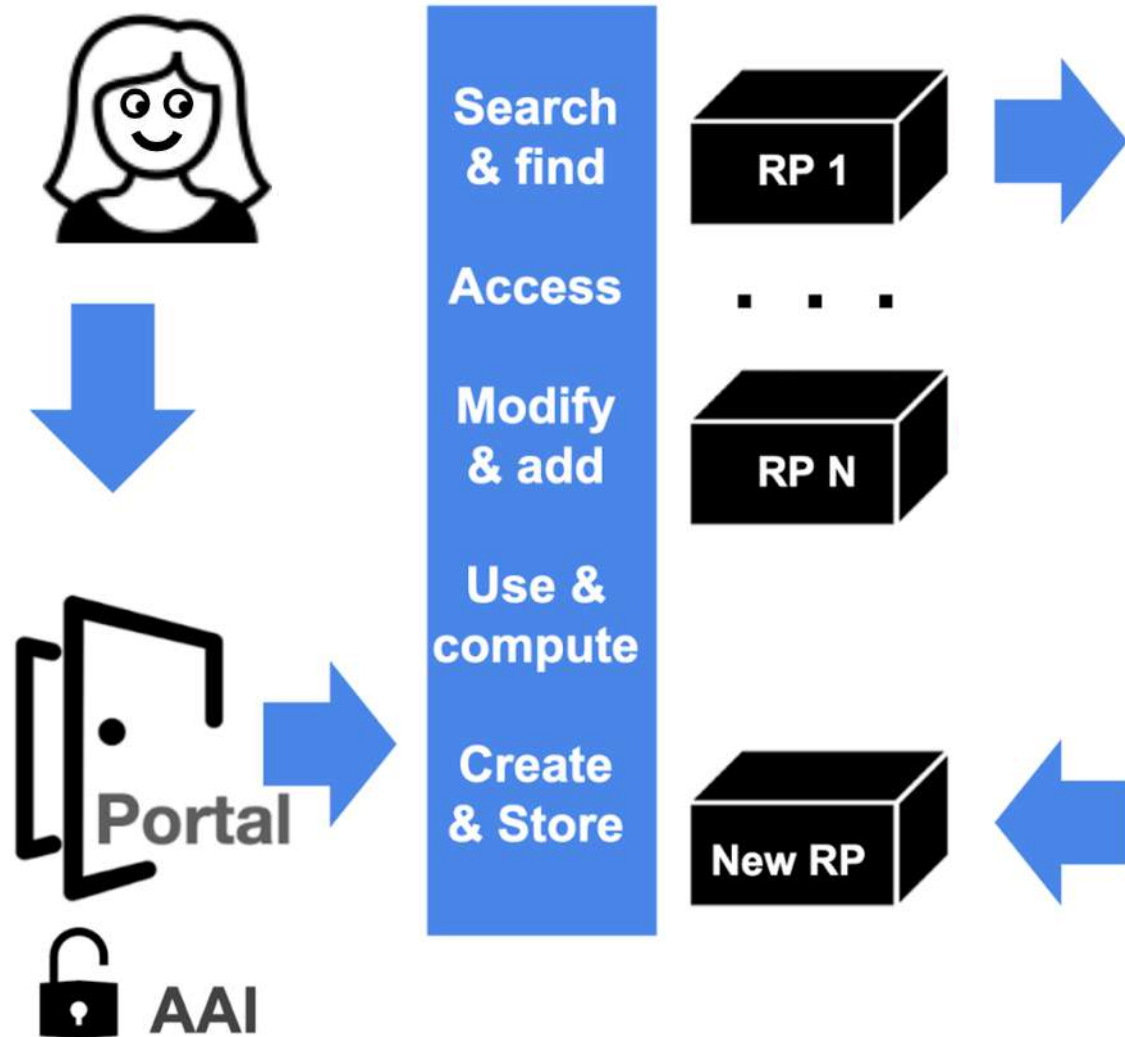 Search
& find
Access
Modify
& add
Use &
compute
Create
& Store
RP 1
. . .
RP N
New RP
Portal
AAI